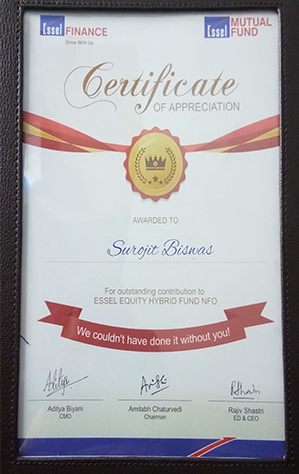 Essel FINANCE
Grow With Us
Essel MUTUAL
FUND
Certificate
OF APPRECIATION
AWARDED TO
Surojit Biswas
For outstanding contribution to
ESSEL EQUITY HYBRID FUND NFO
We couldn't have done it without you!
Aditya Biyani Amitabh Chaturvedi Rajiv Shastri
CMO Chairman ED & CEO